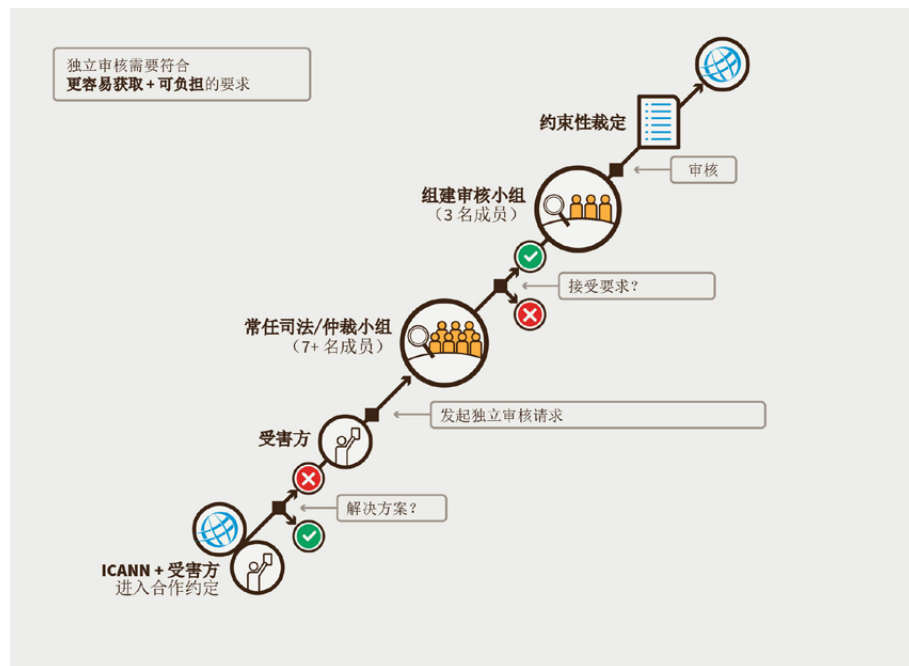 独立审核需要符合
更容易获取 + 可负担的要求
约束性裁定
审核
组建审核小组
（3 名成员）
接受要求？
常任司法/仲裁小组
（7+ 名成员）
发起独立审核请求
受害方
解决方案？
ICANN + 受害方
进入合作约定